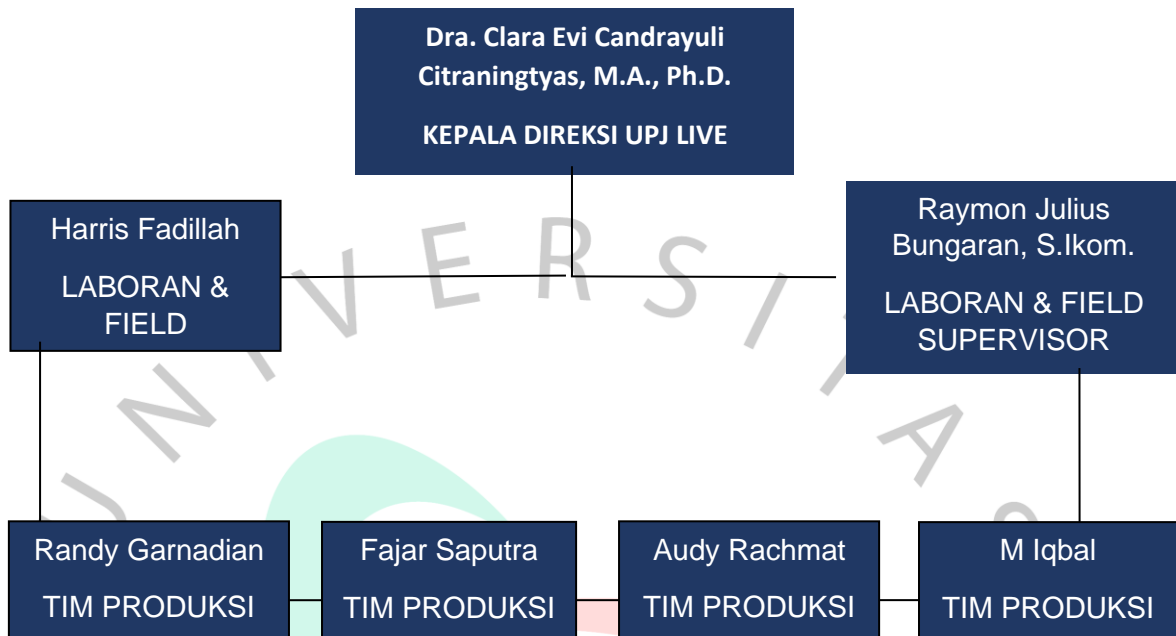 Dra. Clara Evi Candrayuli
Citraningtyas, M.A., Ph.D.
KEPALA DIREKSI UPJ LIVE
Harris Fadillah
LABORAN &
FIELD
Raymon Julius
Bungaran, S.Ikom.
LABORAN & FIELD
SUPERVISOR
UNIVERSITAS
Randy Garnadian
TIM PRODUKSI
Fajar Saputra
TIM PRODUKSI
Audy Rachmat
TIM PRODUKSI
M Iqbal
TIM PRODUKSI